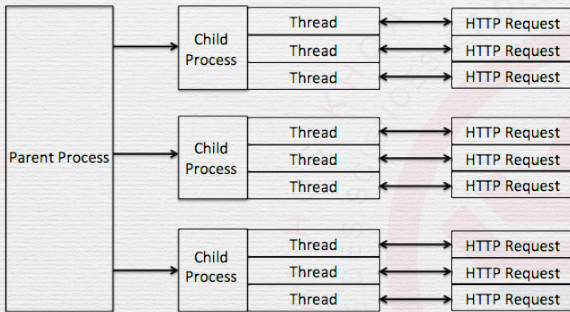 Parent Process
Child
Process
Thread
Thread
Thread
HTTP Request
HTTP Request
HTTP Request
Child
Process
Thread
Thread
Thread
HTTP Request
HTTP Request
HTTP Request
Child
Process
Thread
Thread
Thread
HTTP Request
HTTP Request
HTTP Request